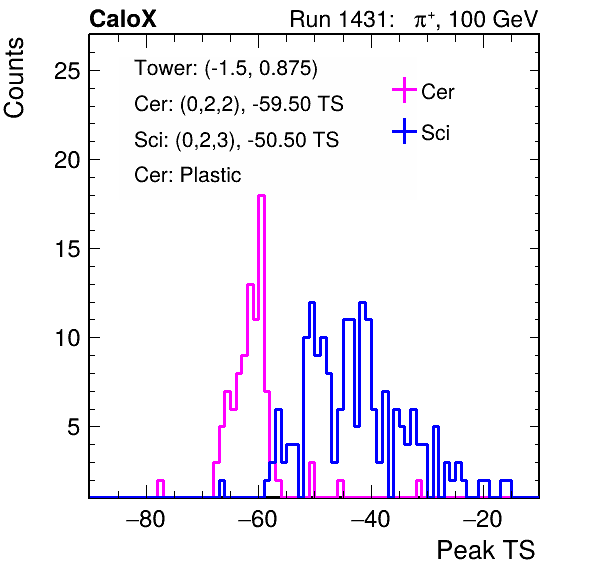 CaloX Run 1431: π⁺, 100 GeV
Counts
Tower: (-1.5, 0.875)
Cer: (0,2,2), -59.50 TS
Sci: (0,2,3), -50.50 TS
Cer: Plastic
Cer
Sci
25
20
15
10
5
−80 −60 −40 −20
Peak TS